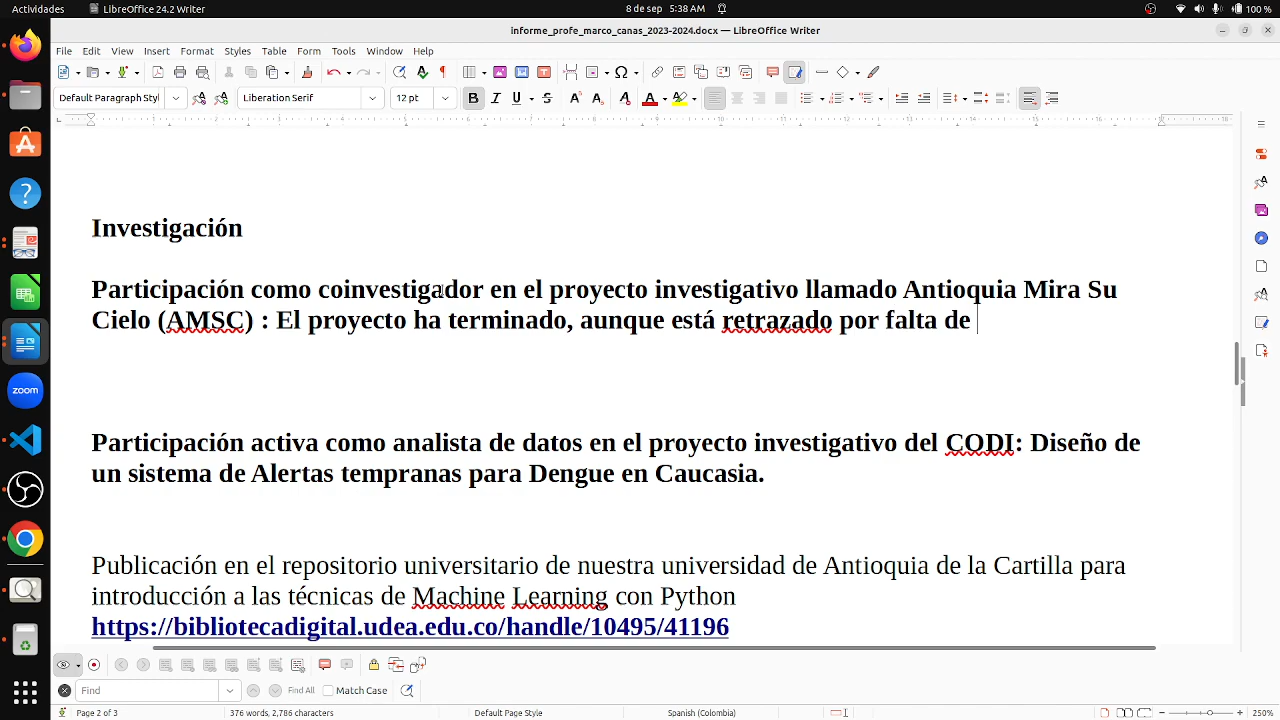 Actividades LibreOffice 24.2 Writer 8 de sep 5:38 AM 100 %
informe_profe_marco_canas_2023-2024.docx — LibreOffice Writer
File Edit View Insert Format Styles Table Form Tools Window Help
Default Paragraph Styl Liberation Serif 12 pt
Investigación
Participación como coinvestigador en el proyecto investigativo llamado Antioquia Mira Su
Cielo (AMSC) : El proyecto ha terminado, aunque está retrazado por falta de
Participación activa como analista de datos en el proyecto investigativo del CODI: Diseño de
un sistema de Alertas tempranas para Dengue en Caucasia.
Publicación en el repositorio universitario de nuestra universidad de Antioquia de la Cartilla para
introducción a las técnicas de Machine Learning con Python
https://bibliotecadigital.udea.edu.co/handle/10495/41196
Find Find All Match Case
Page 2 of 3 376 words, 2,786 characters Default Page Style Spanish (Colombia) 250%